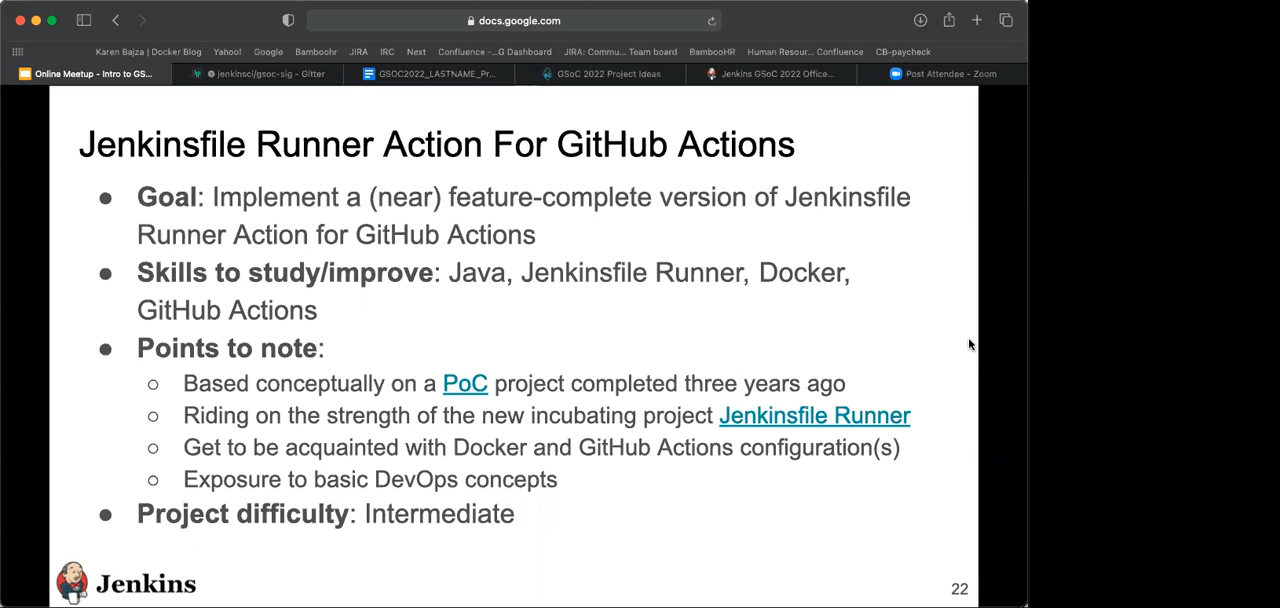 docs.google.com
Karen Bajza | Docker Blog Yahoo! Google Bamboohr JIRA IRC Next Confluence -...G Dashboard JIRA: Commu... Team board BambooHR Human Resour... Confluence CB-paycheck
Online Meetup - Intro to GS... jenkinsci/gsoc-sig - Gitter GSOC2022_LASTNAME_Pr... GSoC 2022 Project Ideas Jenkins GSoC 2022 Office... Post Attendee - Zoom
Jenkinsfile Runner Action For GitHub Actions
● Goal: Implement a (near) feature-complete version of Jenkinsfile
Runner Action for GitHub Actions
● Skills to study/improve: Java, Jenkinsfile Runner, Docker,
GitHub Actions
● Points to note:
○ Based conceptually on a PoC project completed three years ago
○ Riding on the strength of the new incubating project Jenkinsfile Runner
○ Get to be acquainted with Docker and GitHub Actions configuration(s)
○ Exposure to basic DevOps concepts
● Project difficulty: Intermediate
Jenkins
22